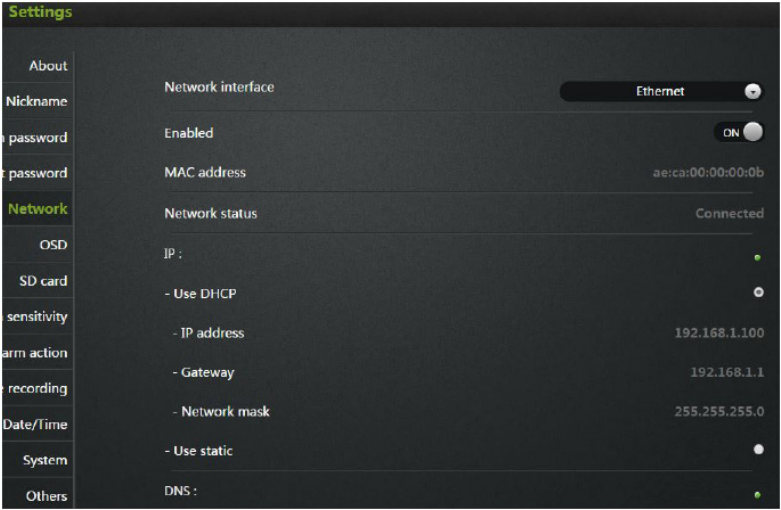 Settings
About
Nickname
password
password
Network
OSD
SD card
sensitivity
action
recording
Date/Time
System
Others
Network interface
Ethernet
Enabled
ON
MAC address
ae:ca:00:00:00:0b
Network status
Connected
IP :
- Use DHCP
- IP address
192.168.1.100
- Gateway
192.168.1.1
- Network mask
255.255.255.0
- Use static
DNS :